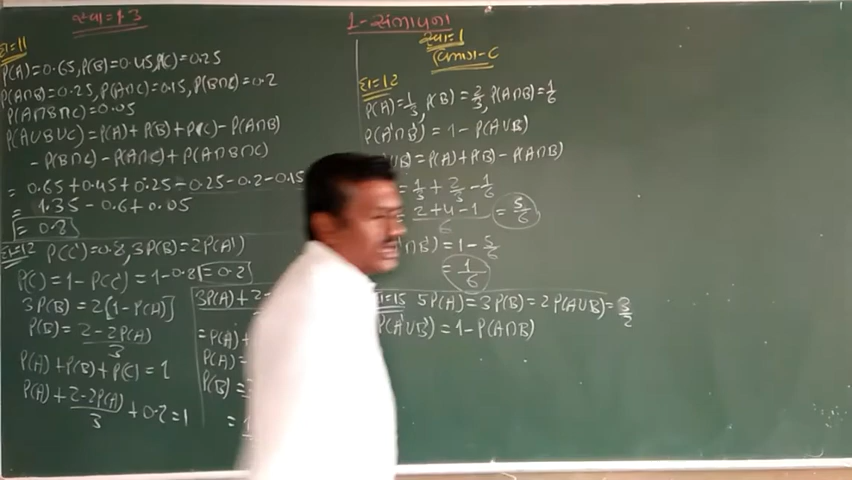 સ્વા=1.3
દા=11
P(A)=0.65, P(B)=0.45, P(C)=0.25
P(A∩B)=0.25, P(A∩C)=0.15, P(B∩C)=0.2
P(A∩B∩C)=0.05
P(AUBUC)=P(A)+P(B)+P(C)-P(A∩B)
-P(B∩C)-P(A∩C)+P(A∩B∩C)
= 0.65+0.45+0.25-0.25-0.2-0.15
= 1.35-0.6+0.05
= 0.8
દા=12 P(C')=0.8, 3P(B)=2P(A')
P(C)=1-P(C')=1-0.8=0.2
3P(B)=2[1-P(A)]
P(B)=2-2P(A)/3
P(A)+P(B)+P(C)=1
P(A)+2-2P(A)/3+0.2=1
3P(A)+2-
=P(A)+
P(A)=
P(B)=
=
1-સંભાવના
સ્વા=1
વિભાગ-C
દા=12
P(A)=1/3, P(B)=2/3, P(A∩B)=1/6
P(A'∩B')=1-P(AUB)
UB)=P(A)+P(B)-P(A∩B)
=1/3+2/3-1/6
=2+4-1/6=5/6
∩B')=1-5/6
=1/6
=15 5P(A)=3P(B)=2P(AUB)=3/2
P(A'UB')=1-P(A∩B)